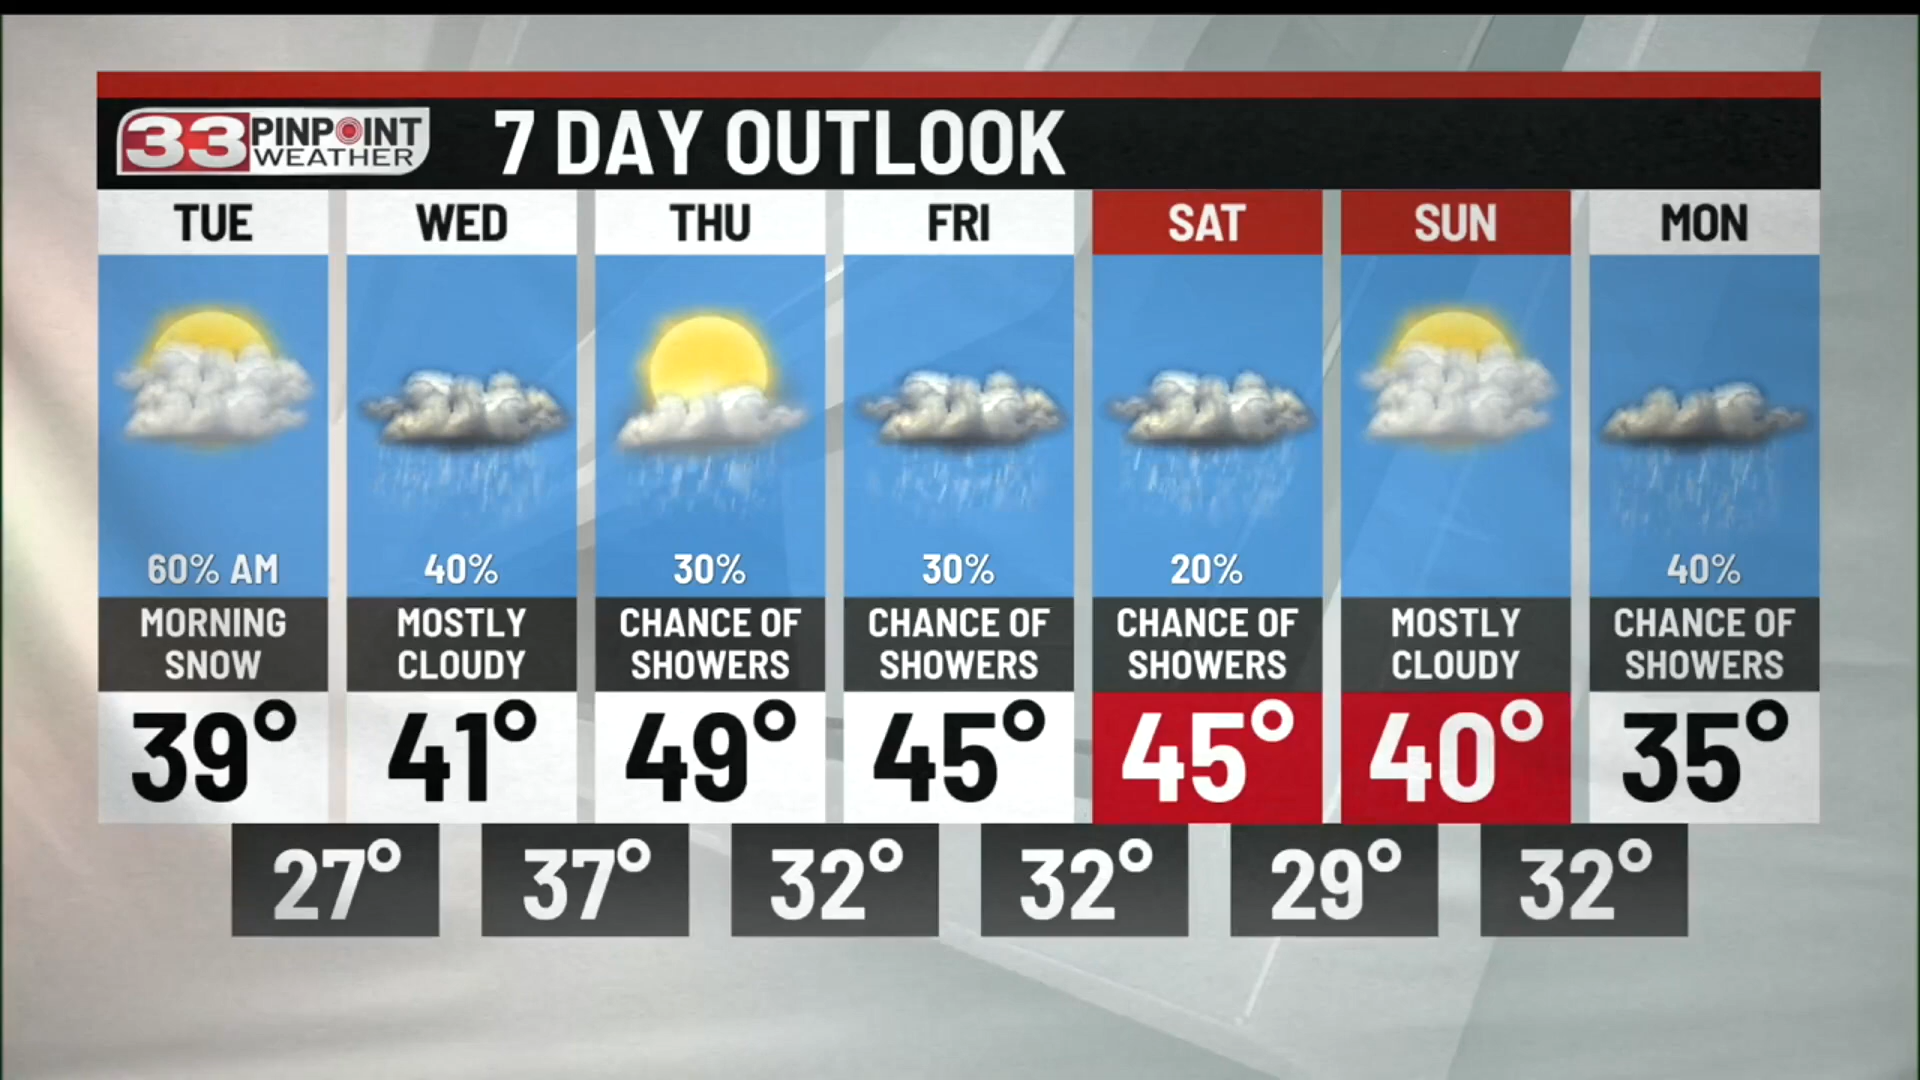 33 PINPOINT
WEATHER
7 DAY OUTLOOK
TUE WED THU FRI SAT SUN MON
60% AM 40% 30% 30% 20% 40%
MORNING MOSTLY CHANCE OF CHANCE OF CHANCE OF MOSTLY CHANCE OF
SNOW CLOUDY SHOWERS SHOWERS SHOWERS CLOUDY SHOWERS
39° 41° 49° 45° 45° 40° 35°
27° 37° 32° 32° 29° 32°